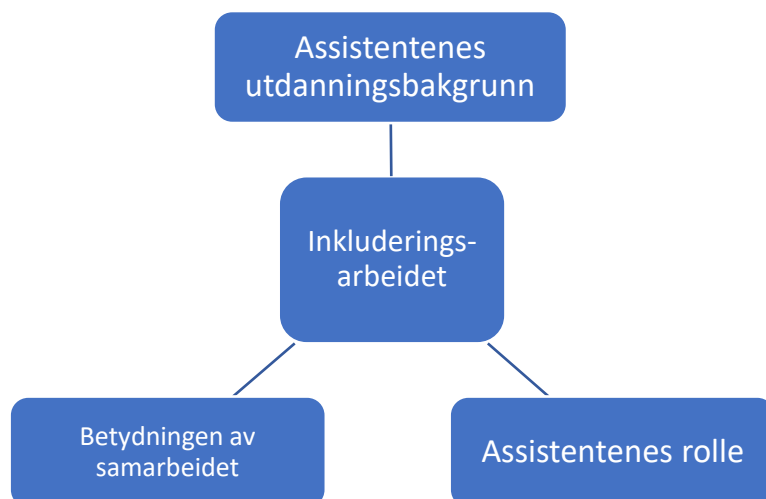 Assistentenes
utdanningsbakgrunn
Inkluderings-
arbeidet
Betydningen av
samarbeidet
Assistentenes rolle